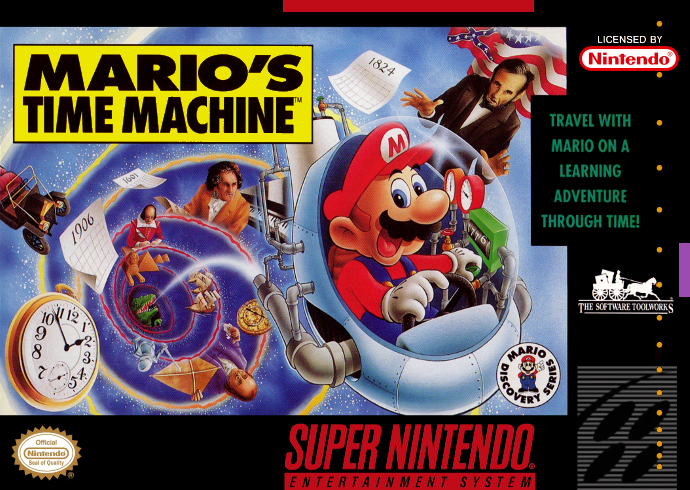 LICENSED BY
Nintendo®
MARIO'S
TIME MACHINE™
1824
TRAVEL WITH
MARIO ON A
LEARNING
ADVENTURE
THROUGH TIME!
1601
1906
M
THE SOFTWARE TOOLWORKS
MARIO
DISCOVERY SERIES
Official
Nintendo
Seal of Quality
SUPER NINTENDO®
ENTERTAINMENT SYSTEM